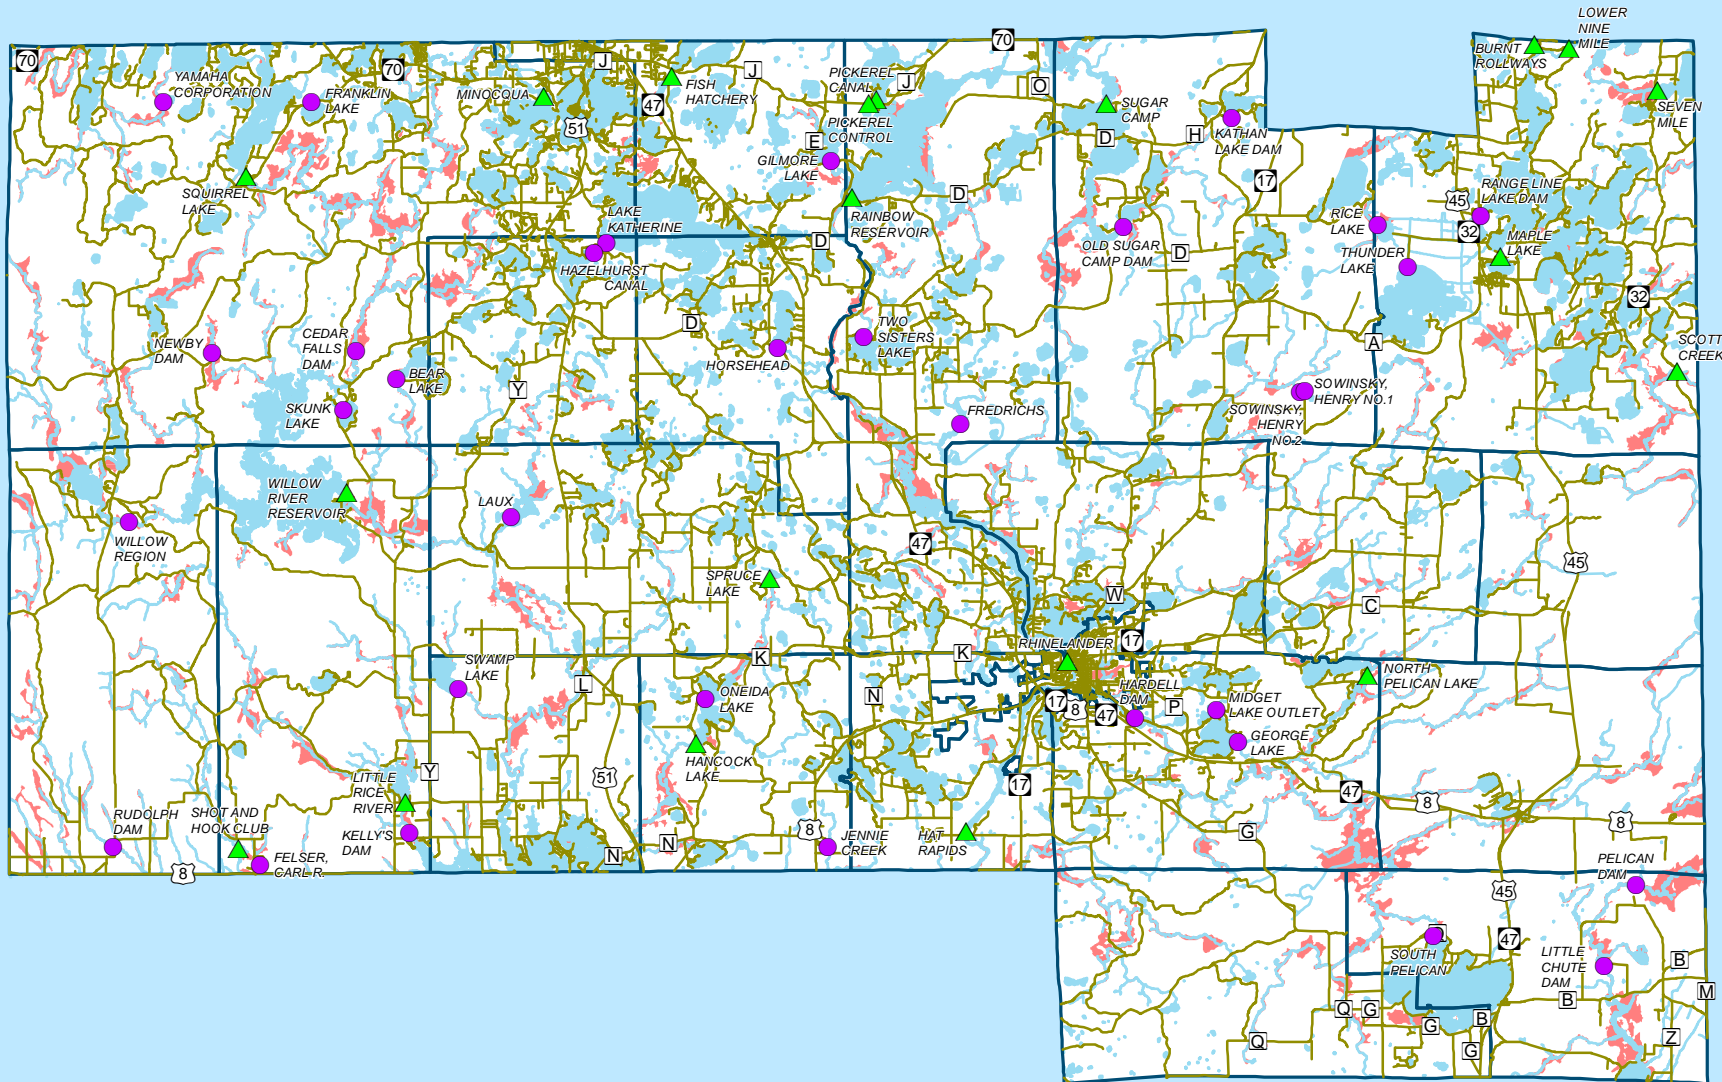 LOWER
NINE
MILE
BURNT
ROLLWAYS
70
70
70
J
J
J
O
YAMAHA
CORPORATION
FRANKLIN
LAKE
MINOCQUA
FISH
HATCHERY
47
51
PICKEREL
CANAL
PICKEREL
CONTROL
E
GILMORE
LAKE
SUGAR
CAMP
D
H
KATHAN
LAKE DAM
SEVEN
MILE
SQUIRREL
LAKE
LAKE
KATHERINE
RAINBOW
RESERVOIR
D
D
17
RANGE LINE
LAKE DAM
45
32
RICE
LAKE
MAPLE
LAKE
THUNDER
LAKE
HAZELHURST
CANAL
OLD SUGAR
CAMP DAM
D
32
NEWBY
DAM
CEDAR
FALLS
DAM
D
HORSEHEAD
TWO
SISTERS
LAKE
A
SCOTT
CREEK
BEAR
LAKE
Y
SKUNK
LAKE
FREDRICHS
SOWINSKY,
HENRY NO.1
SOWINSKY,
HENRY
NO.2
WILLOW
RIVER
RESERVOIR
LAUX
WILLOW
REGION
47
45
SPRUCE
LAKE
W
C
RHINELANDER
17
K
K
SWAMP
LAKE
L
ONEIDA
LAKE
N
HARDELL
DAM
17
8
47
P
MIDGET
LAKE OUTLET
NORTH
PELICAN LAKE
GEORGE
LAKE
HANCOCK
LAKE
Y
51
17
47
8
LITTLE
RICE
RIVER
RUDOLPH
DAM
SHOT AND
HOOK CLUB
KELLY'S
DAM
8
JENNIE
CREEK
HAT
RAPIDS
G
8
N
N
FELSER,
CARL R.
8
PELICAN
DAM
45
SOUTH
PELICAN
47
LITTLE
CHUTE
DAM
B
B
M
Q
G
G
B
Q
G
Z